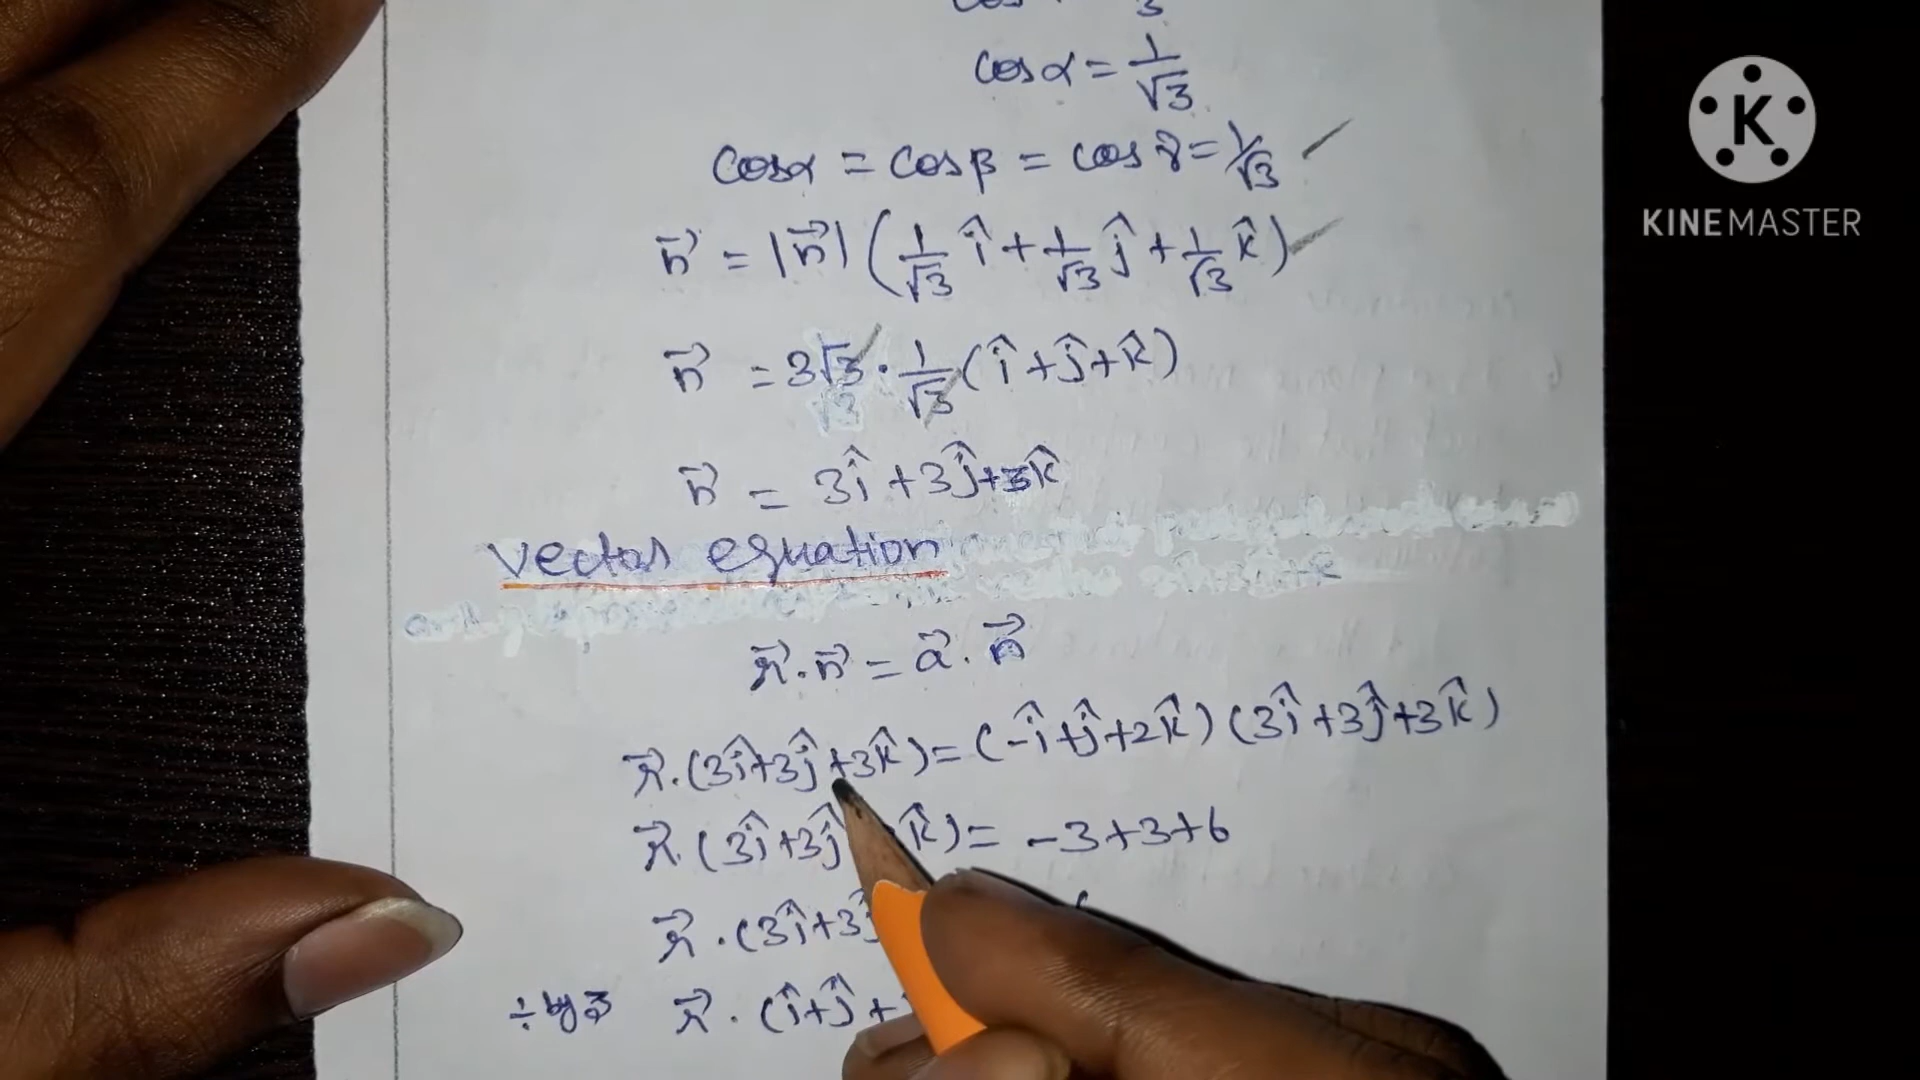 cosα = 1/√3
cosα = cosβ = cosγ = 1/√3
K
KINEMASTER
n⃗ = |n⃗| (1/√3 î + 1/√3 ĵ + 1/√3 k̂)
n⃗ = 3√3 · 1/√3 (î + ĵ + k̂)
n⃗ = 3î + 3ĵ + 3k̂
vector equation
r⃗ . n⃗ = a⃗ . n⃗
r⃗ . (3î + 3ĵ + 3k̂) = (-î + ĵ + 2k̂) (3î + 3ĵ + 3k̂)
r⃗ . (3î + 3ĵ k̂) = -3 + 3 + 6
r⃗ . (3î + 3ĵ
÷ by 3 r⃗ . (î + ĵ +